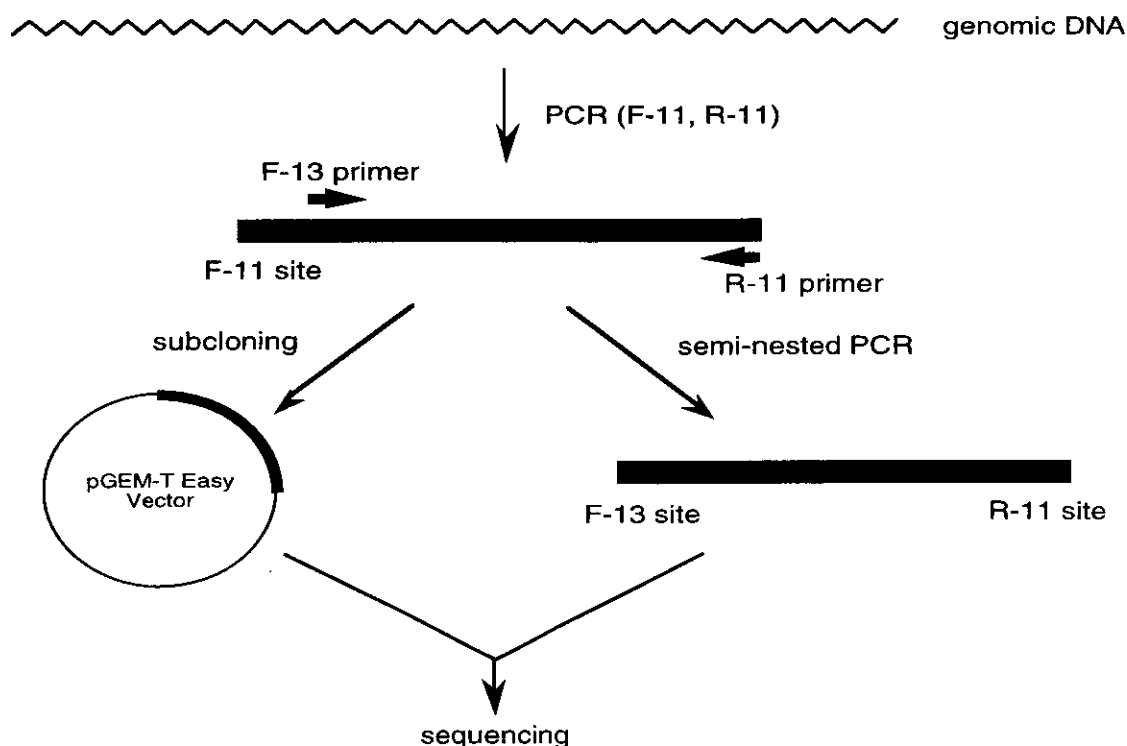 genomic DNA
PCR (F-11, R-11)
F-13 primer
F-11 site
R-11 primer
subcloning
semi-nested PCR
pGEM-T Easy
Vector
F-13 site
R-11 site
sequencing